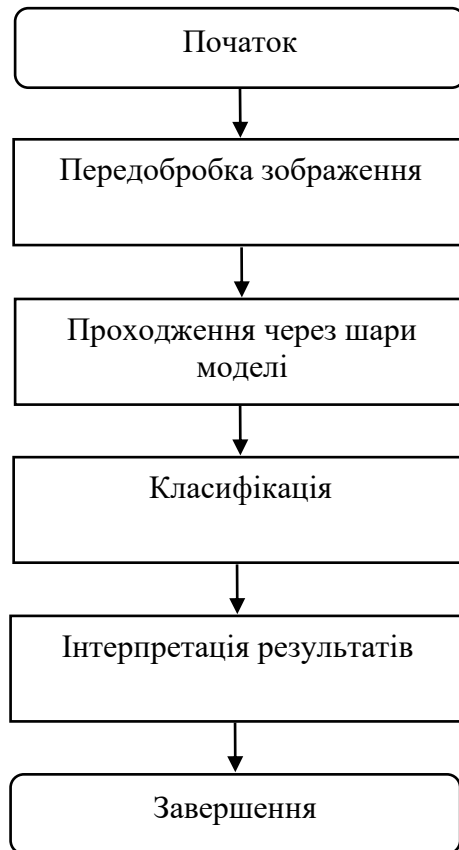 Початок
Передобробка зображення
Проходження через шари
моделі
Класифікація
Інтерпретація результатів
Завершення